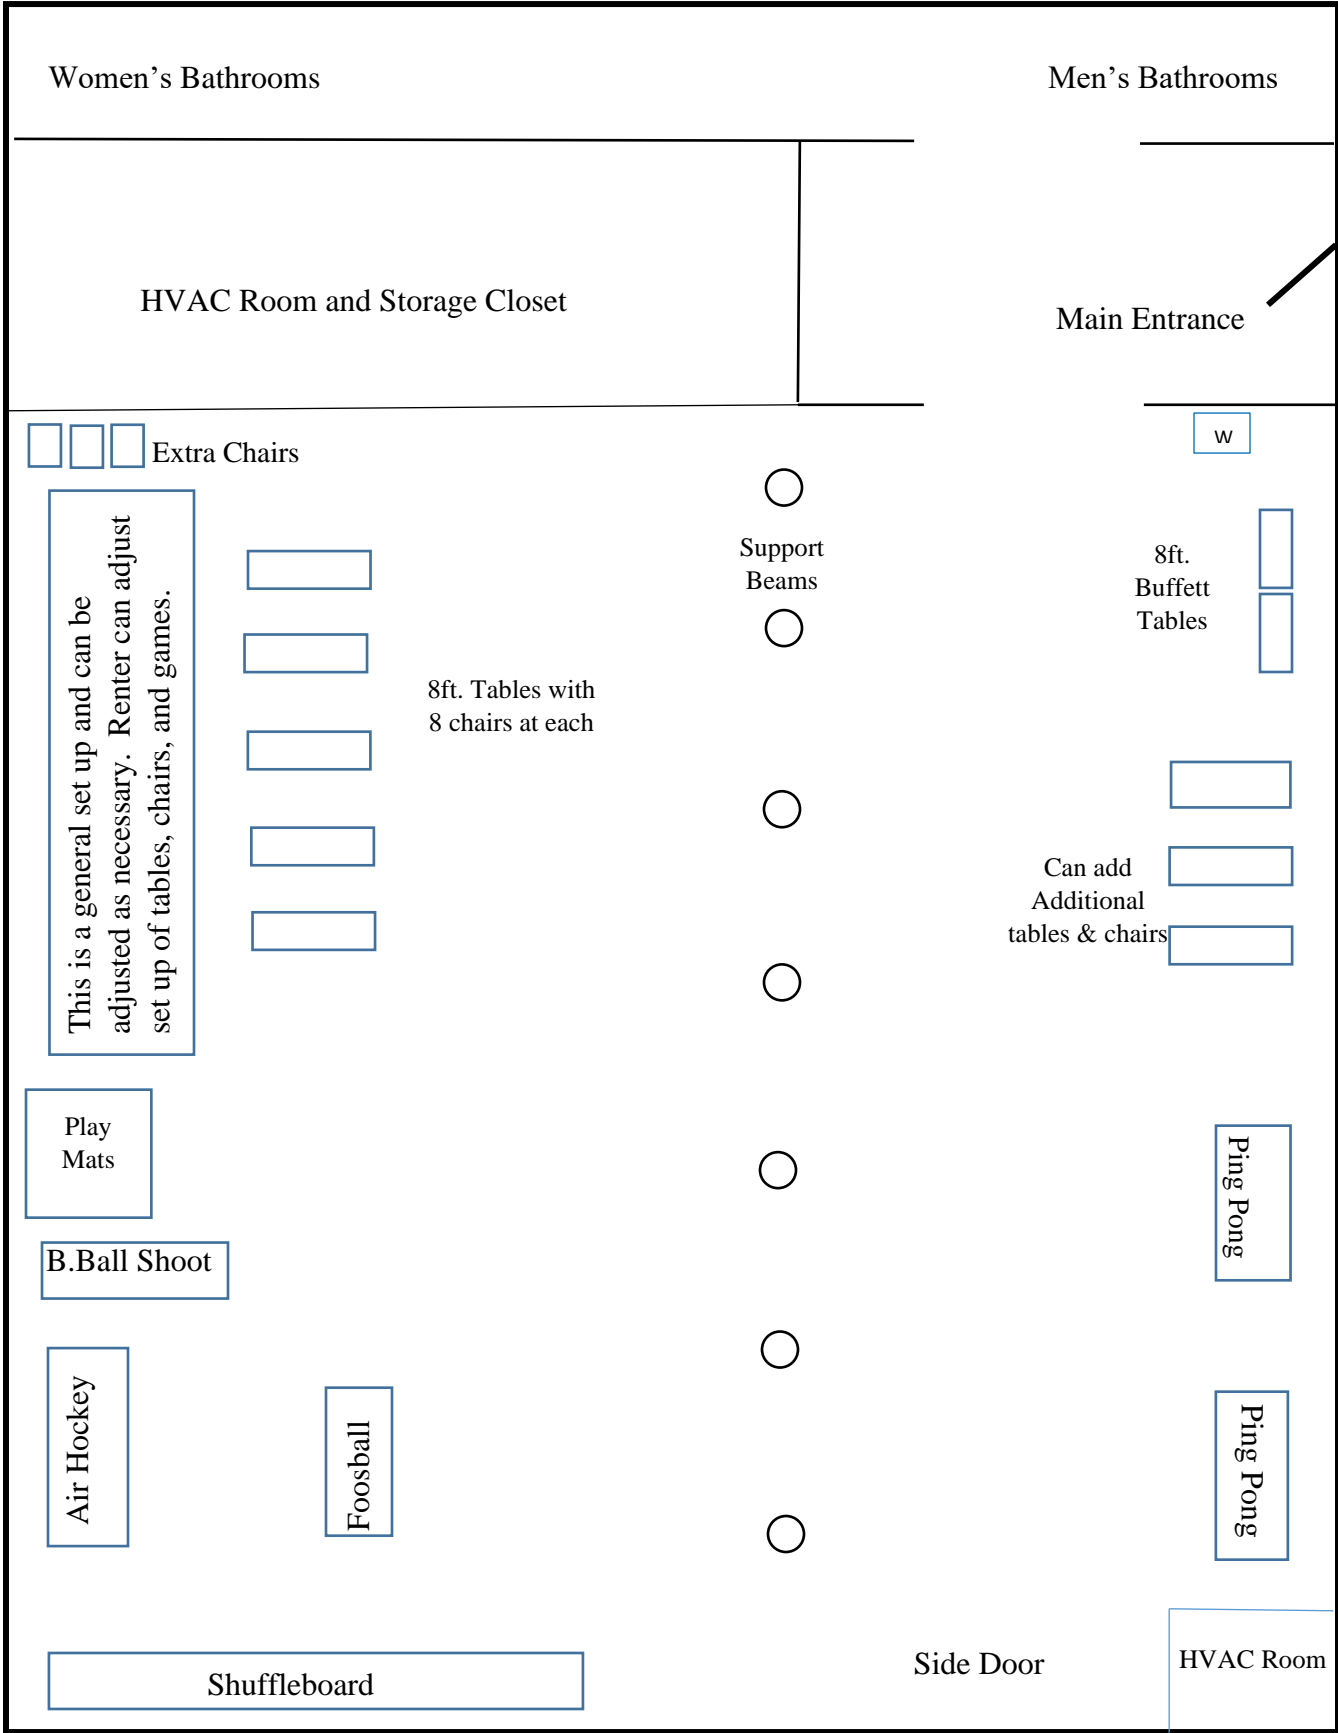 Women’s Bathrooms
Men’s Bathrooms
HVAC Room and Storage Closet
Main Entrance
Extra Chairs
W
This is a general set up and can be
adjusted as necessary.  Renter can adjust
set up of tables, chairs, and games.
Support
Beams
8ft.
Buffett
Tables
8ft. Tables with
8 chairs at each
Can add
Additional
tables & chairs
Play
Mats
Ping Pong
B.Ball Shoot
Air Hockey
Foosball
Ping Pong
Shuffleboard
Side Door
HVAC Room